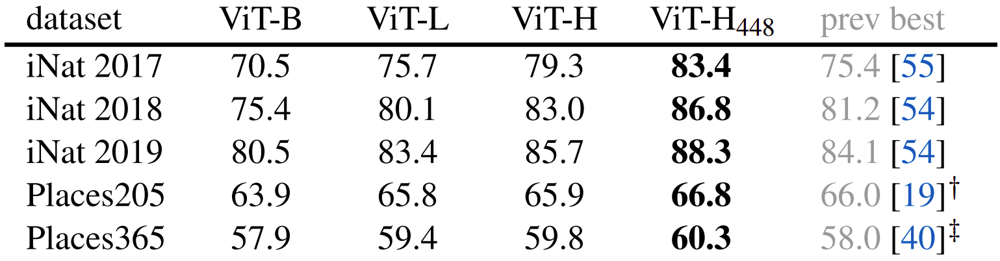 dataset ViT-B ViT-L ViT-H ViT-H448 prev best
iNat 2017 70.5 75.7 79.3 83.4 75.4 [55]
iNat 2018 75.4 80.1 83.0 86.8 81.2 [54]
iNat 2019 80.5 83.4 85.7 88.3 84.1 [54]
Places205 63.9 65.8 65.9 66.8 66.0 [19]†
Places365 57.9 59.4 59.8 60.3 58.0 [40]‡